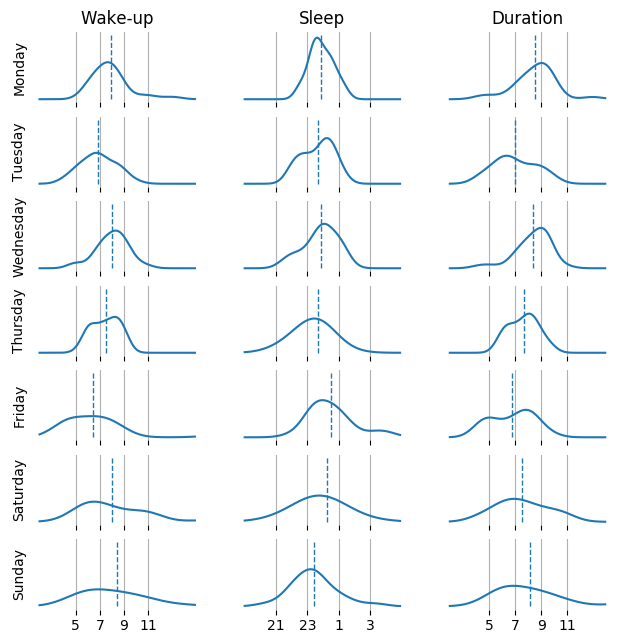 Wake-up Sleep Duration
Monday
Tuesday
Wednesday
Thursday
Friday
Saturday
Sunday
5 7 9 11 21 23 1 3 5 7 9 11